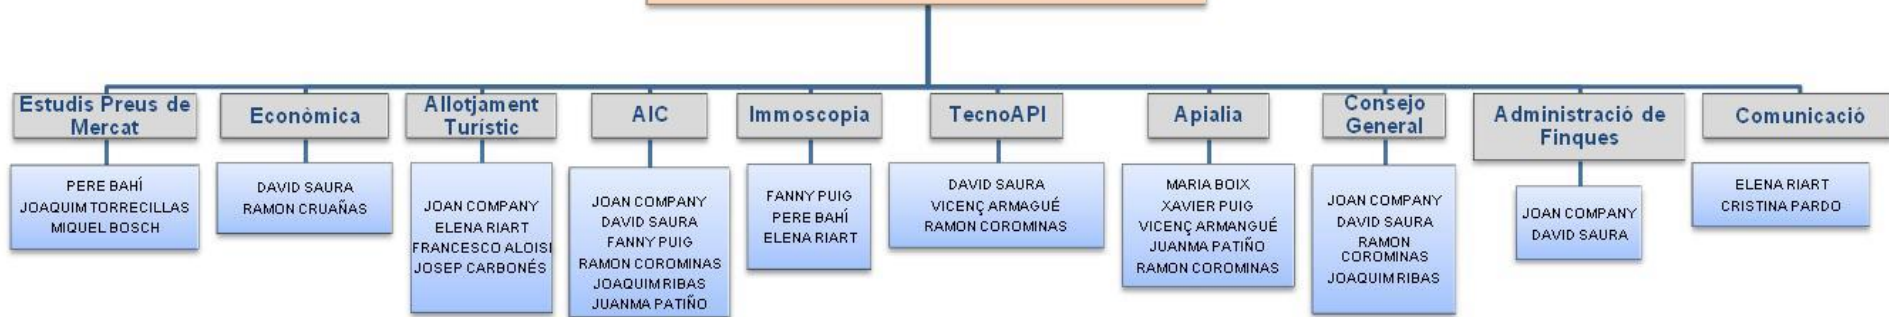 Estudis Preus de
Mercat
PERE BAHÍ
JOAQUIM TORRECILLAS
MIQUEL BOSCH
Econòmica
DAVID SAURA
RAMON CRUAÑAS
Allotjament
Turístic
JOAN COMPANY
ELENA RIART
FRANCESCO ALOISI
JOSEP CARBONÉS
AIC
JOAN COMPANY
DAVID SAURA
FANNY PUIG
RAMON COROMINAS
JOAQUIM RIBAS
JUANMA PATIÑO
Immoscopia
FANNY PUIG
PERE BAHÍ
ELENA RIART
TecnoAPI
DAVID SAURA
VICENÇ ARMAGUÉ
RAMON COROMINAS
Apialia
MARIA BOIX
XAVIER PUIG
VICENÇ ARMANGUÉ
JUANMA PATIÑO
RAMON COROMINAS
Consejo
General
JOAN COMPANY
DAVID SAURA
RAMON
COROMINAS
JOAQUIM RIBAS
Administració de
Finques
JOAN COMPANY
DAVID SAURA
Comunicació
ELENA RIART
CRISTINA PARDO